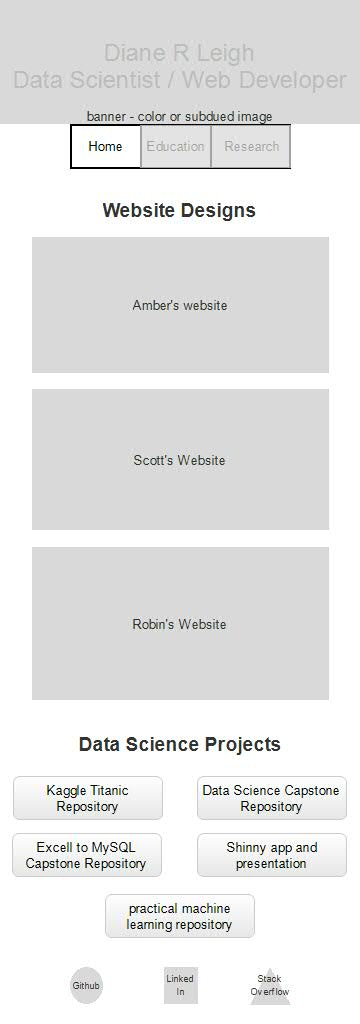 Diane R Leigh
Data Scientist / Web Developer
banner - color or subdued image
Home Education Research
Website Designs
Amber's website
Scott's Website
Robin's Website
Data Science Projects
Kaggle Titanic
Repository
Data Science Capstone
Repository
Excell to MySQL
Capstone Repository
Shinny app and
presentation
practical machine
learning repository
Github
Linked
In
Stack
Overflow